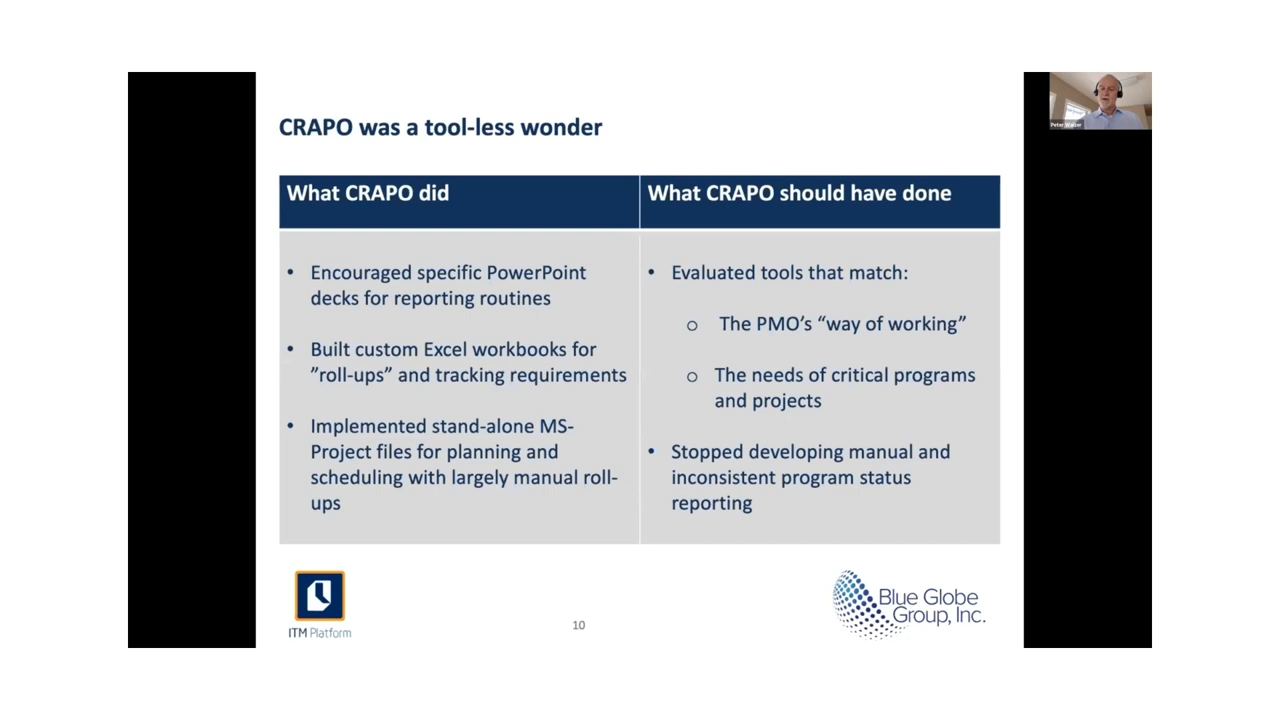 Peter Walzer
CRAPO was a tool-less wonder
What CRAPO did
What CRAPO should have done
• Encouraged specific PowerPoint
decks for reporting routines
• Built custom Excel workbooks for
”roll-ups” and tracking requirements
• Implemented stand-alone MS-
Project files for planning and
scheduling with largely manual roll-
ups
• Evaluated tools that match:
o The PMO’s “way of working”
o The needs of critical programs
and projects
• Stopped developing manual and
inconsistent program status
reporting
ITM Platform
10
Blue Globe
Group, Inc.